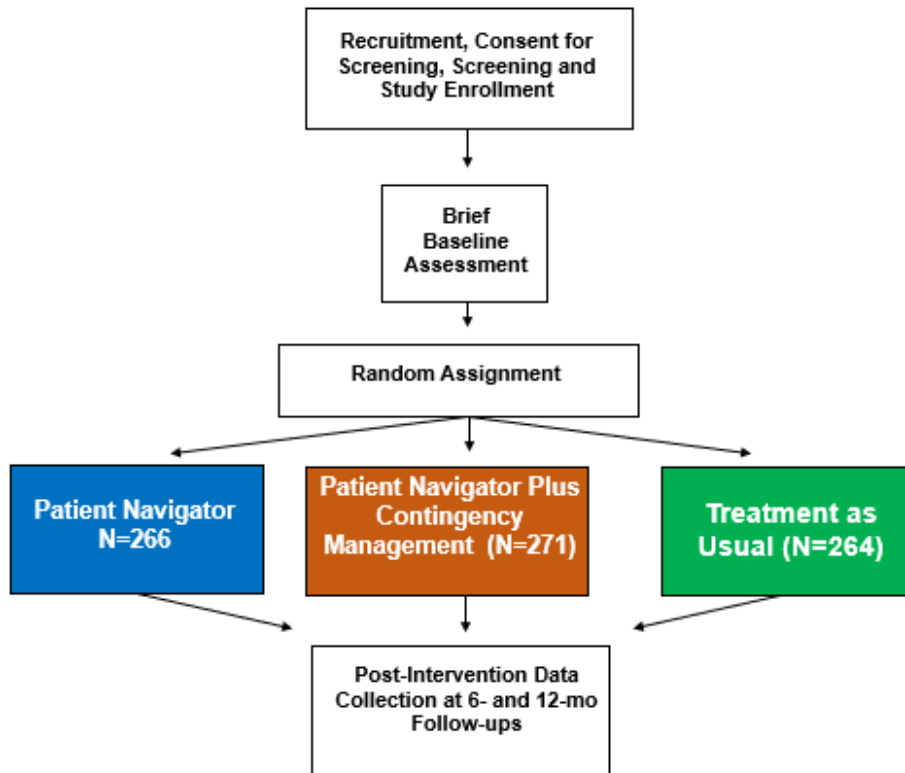 Recruitment, Consent for
Screening, Screening and
Study Enrollment
Brief
Baseline
Assessment
Random Assignment
Patient Navigator
N=266
Patient Navigator Plus
Contingency
Management (N=271)
Treatment as
Usual (N=264)
Post-Intervention Data
Collection at 6- and 12-mo
Follow-ups